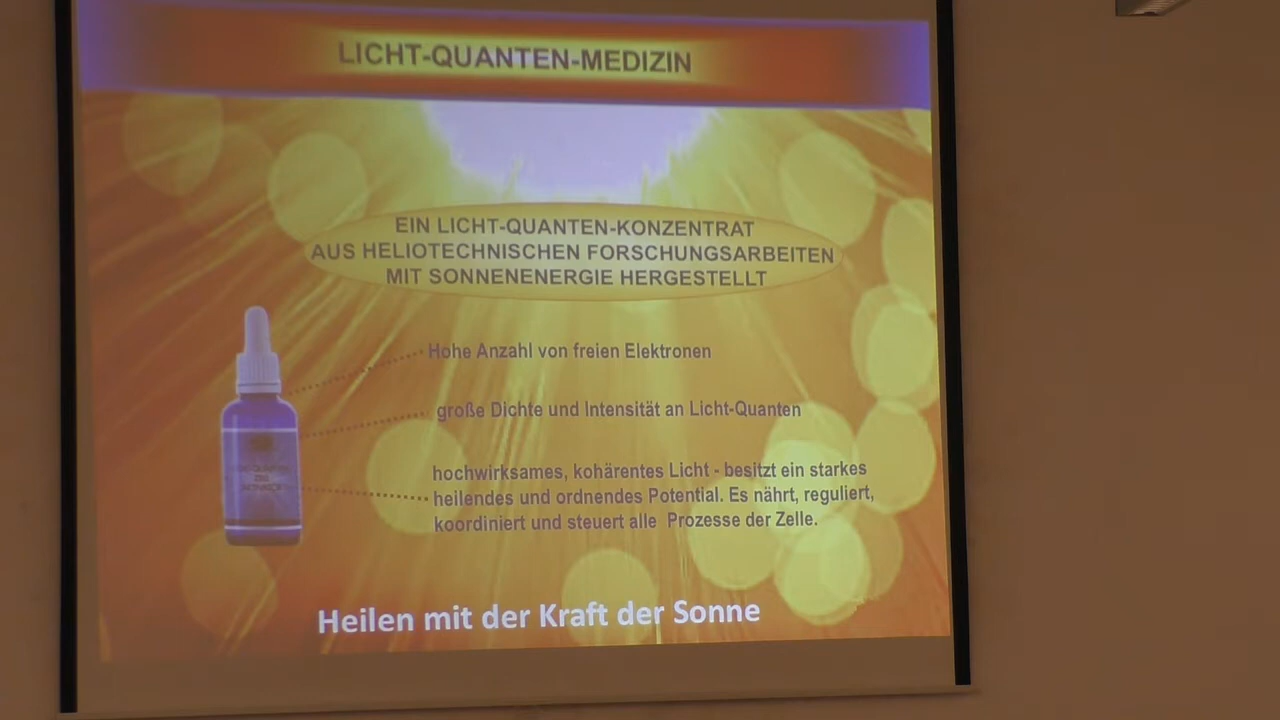 LICHT-QUANTEN-MEDIZIN
EIN LICHT-QUANTEN-KONZENTRAT
AUS HELIOTECHNISCHEN FORSCHUNGSARBEITEN
MIT SONNENENERGIE HERGESTELLT
Hohe Anzahl von freien Elektronen
große Dichte und Intensität an Licht-Quanten
hochwirksames, kohärentes Licht - besitzt ein starkes
heilendes und ordnendes Potential. Es nährt, reguliert,
koordiniert und steuert alle Prozesse der Zelle.
Heilen mit der Kraft der Sonne